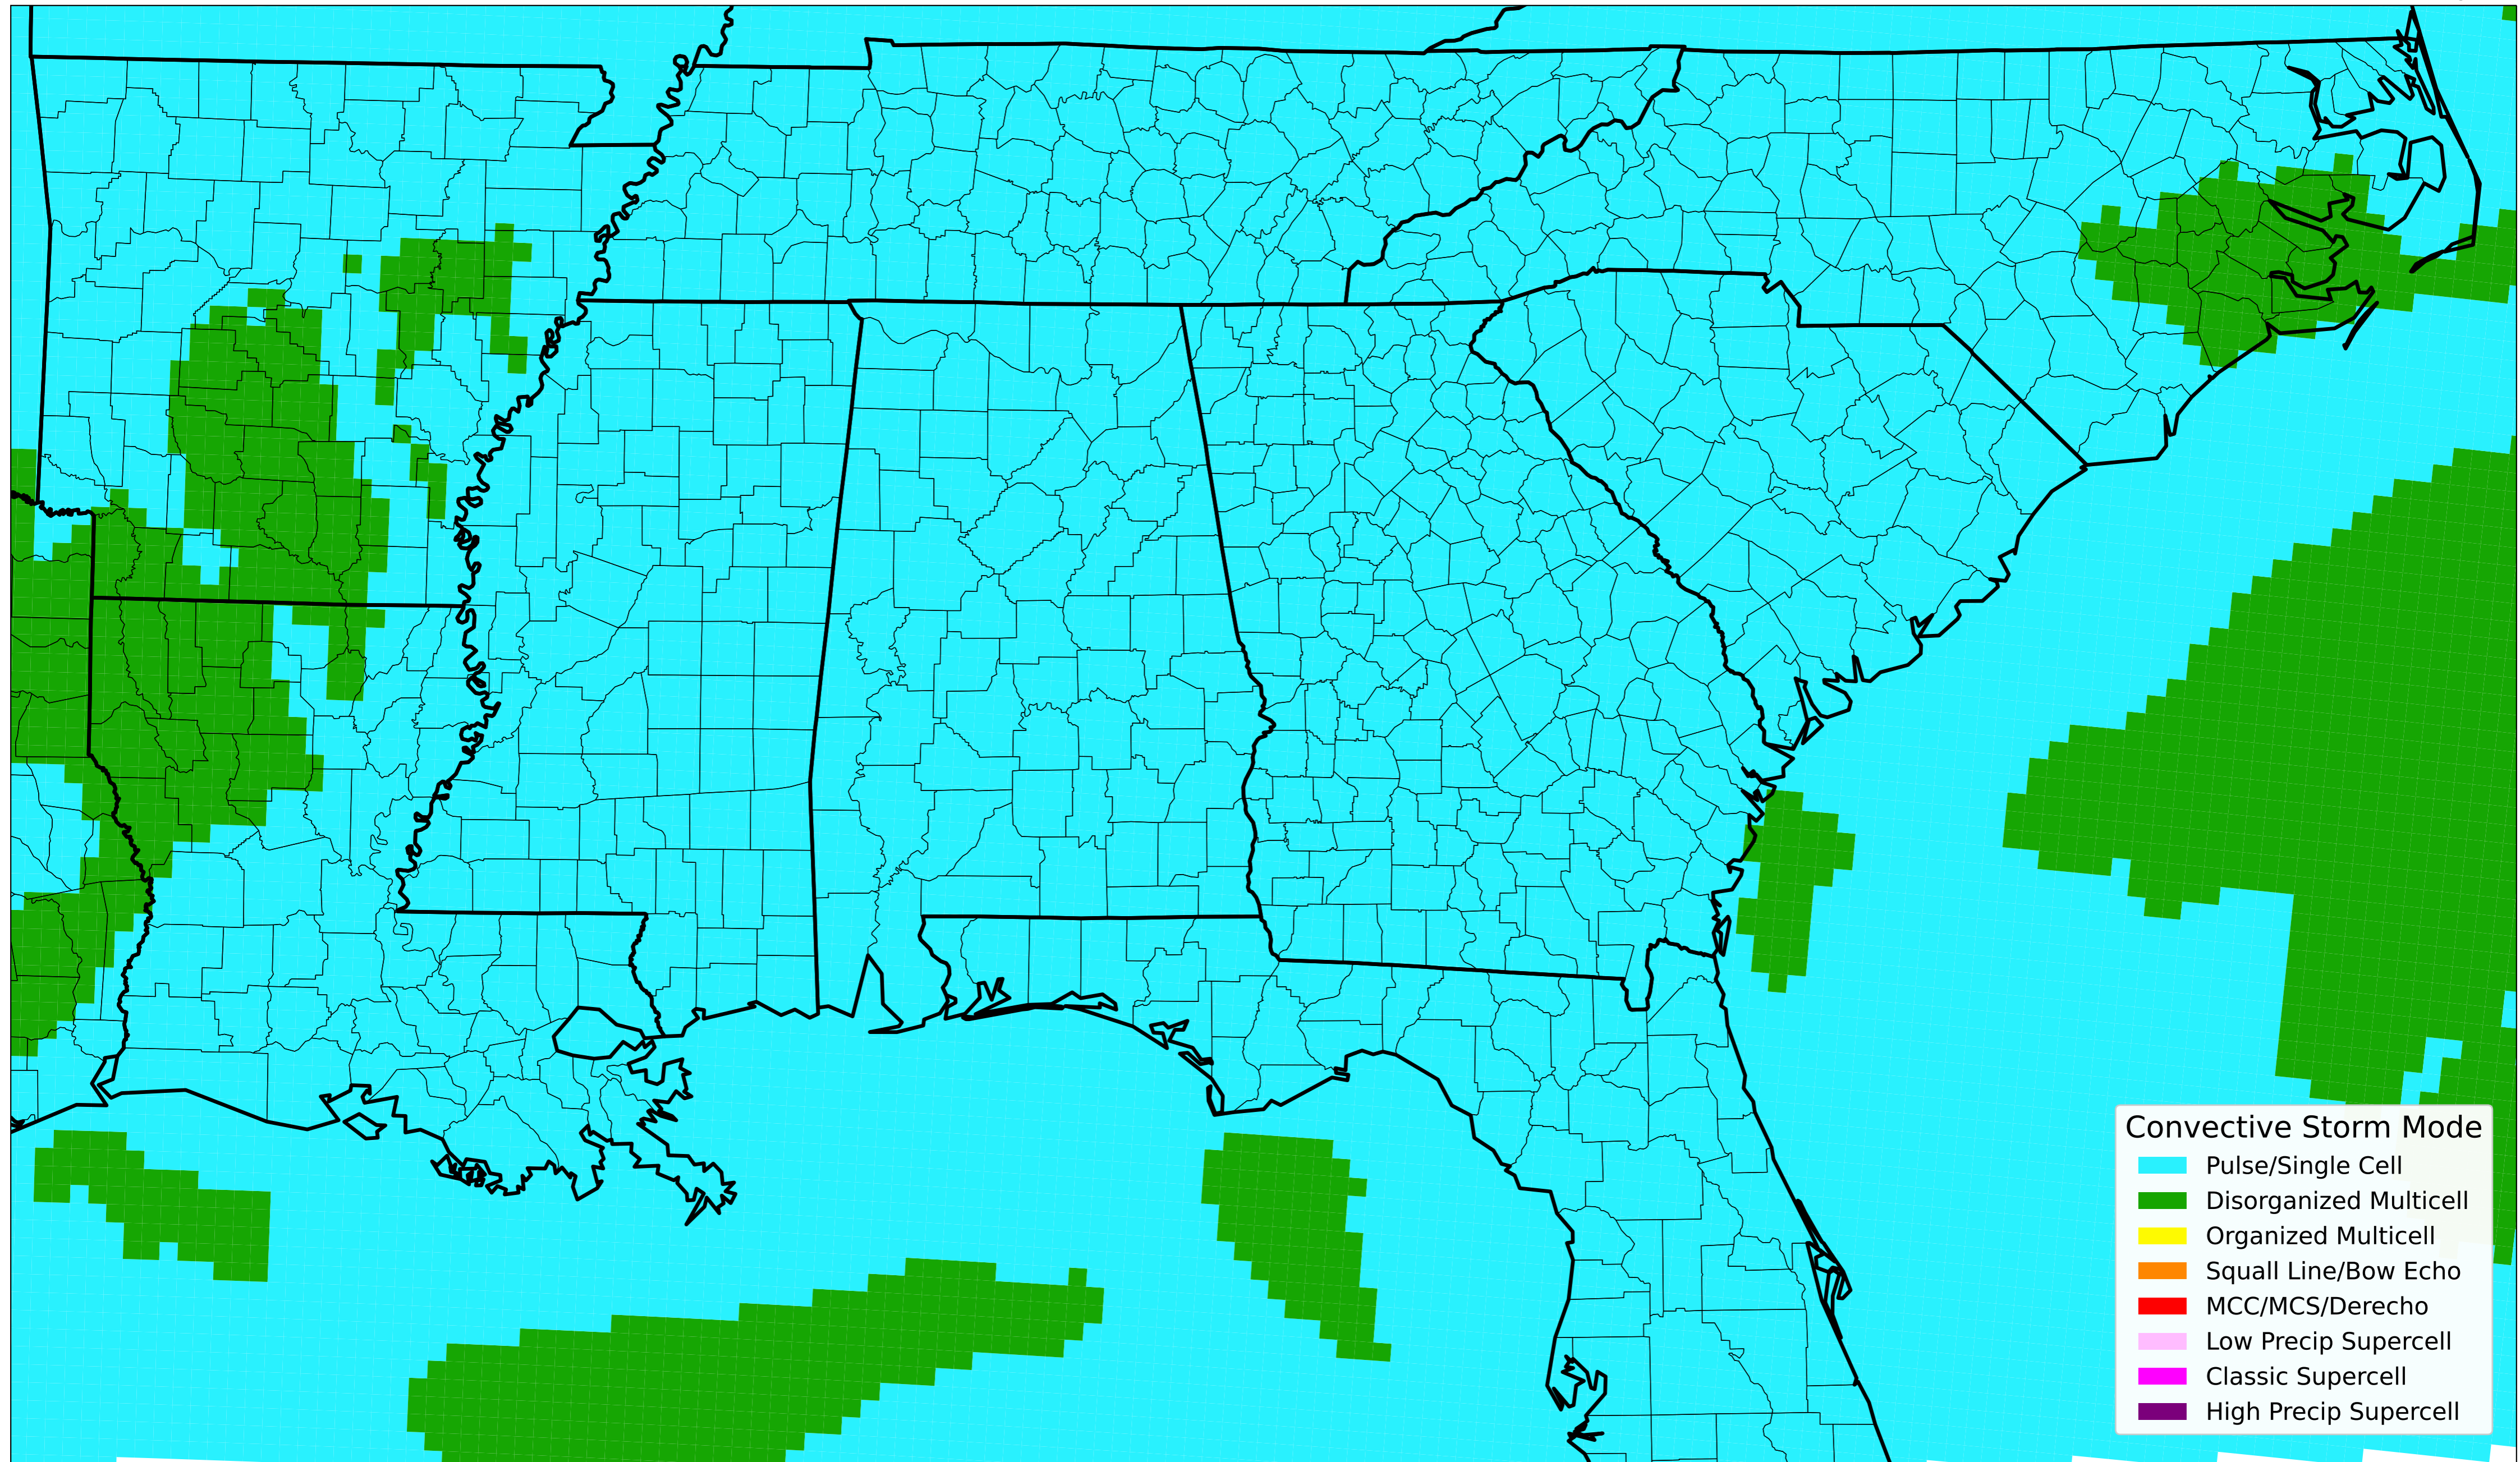 Convective Storm Mode
Pulse/Single Cell
Disorganized Multicell
Organized Multicell
Squall Line/Bow Echo
MCC/MCS/Derecho
Low Precip Supercell
Classic Supercell
High Precip Supercell